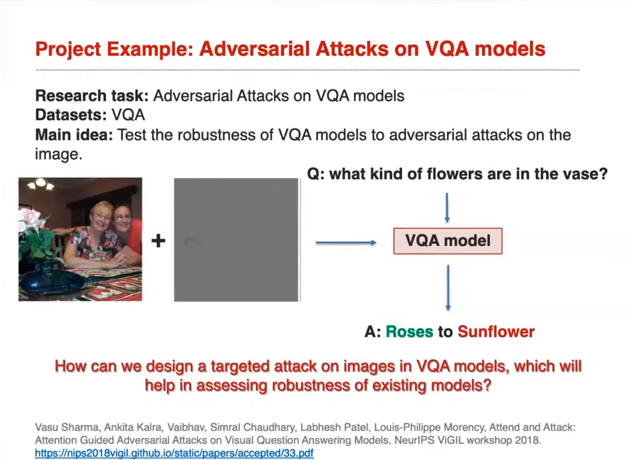 Project Example: Adversarial Attacks on VQA models
Research task: Adversarial Attacks on VQA models
Datasets: VQA
Main idea: Test the robustness of VQA models to adversarial attacks on the
image.
Q: what kind of flowers are in the vase?
+
VQA model
A: Roses to Sunflower
How can we design a targeted attack on images in VQA models, which will
help in assessing robustness of existing models?
Vasu Sharma, Ankita Kalra, Vaibhav, Simral Chaudhary, Labhesh Patel, Louis-Philippe Morency, Attend and Attack:
Attention Guided Adversarial Attacks on Visual Question Answering Models. NeurIPS ViGIL workshop 2018.
https://nips2018vigil.github.io/static/papers/accepted/33.pdf